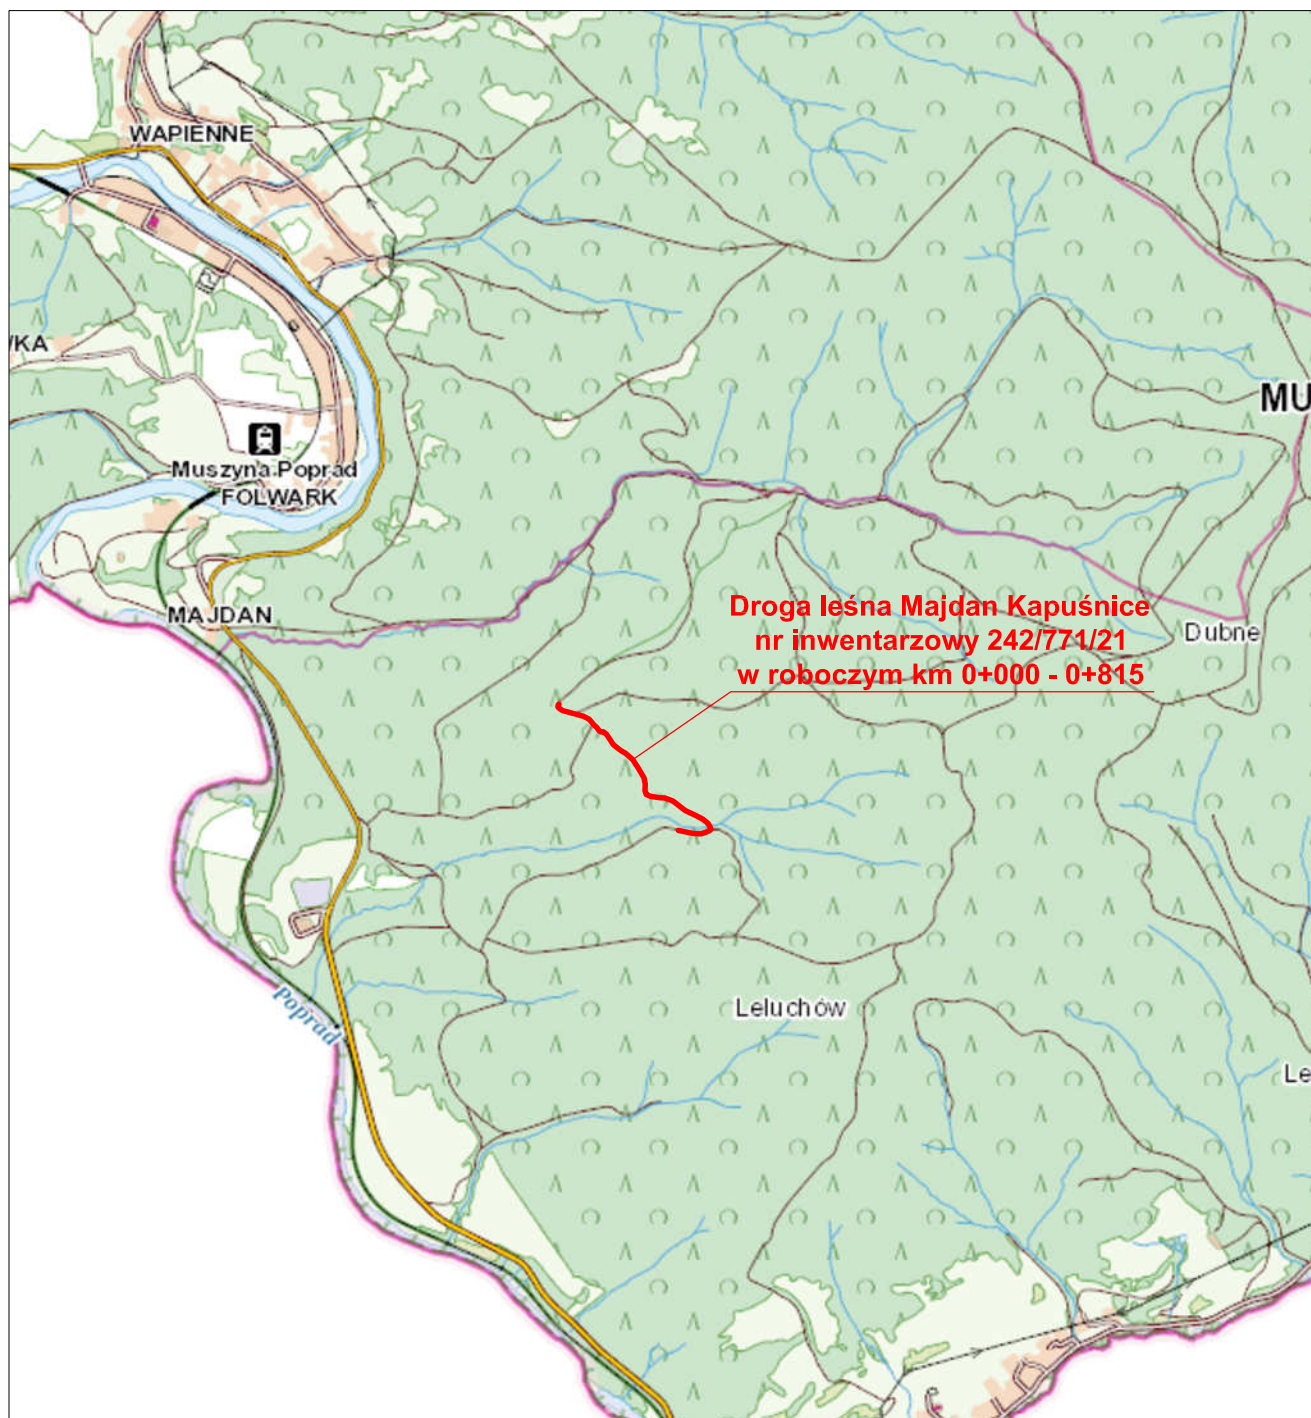 WAPIENNE
WKA
MU
Muszyna Poprad
FOLWARK
MAJDAN
Droga leśna Majdan Kapuśnice
nr inwentarzowy 242/771/21
w roboczym km 0+000 - 0+815
Dubne
Poprad
Leluchów
Le